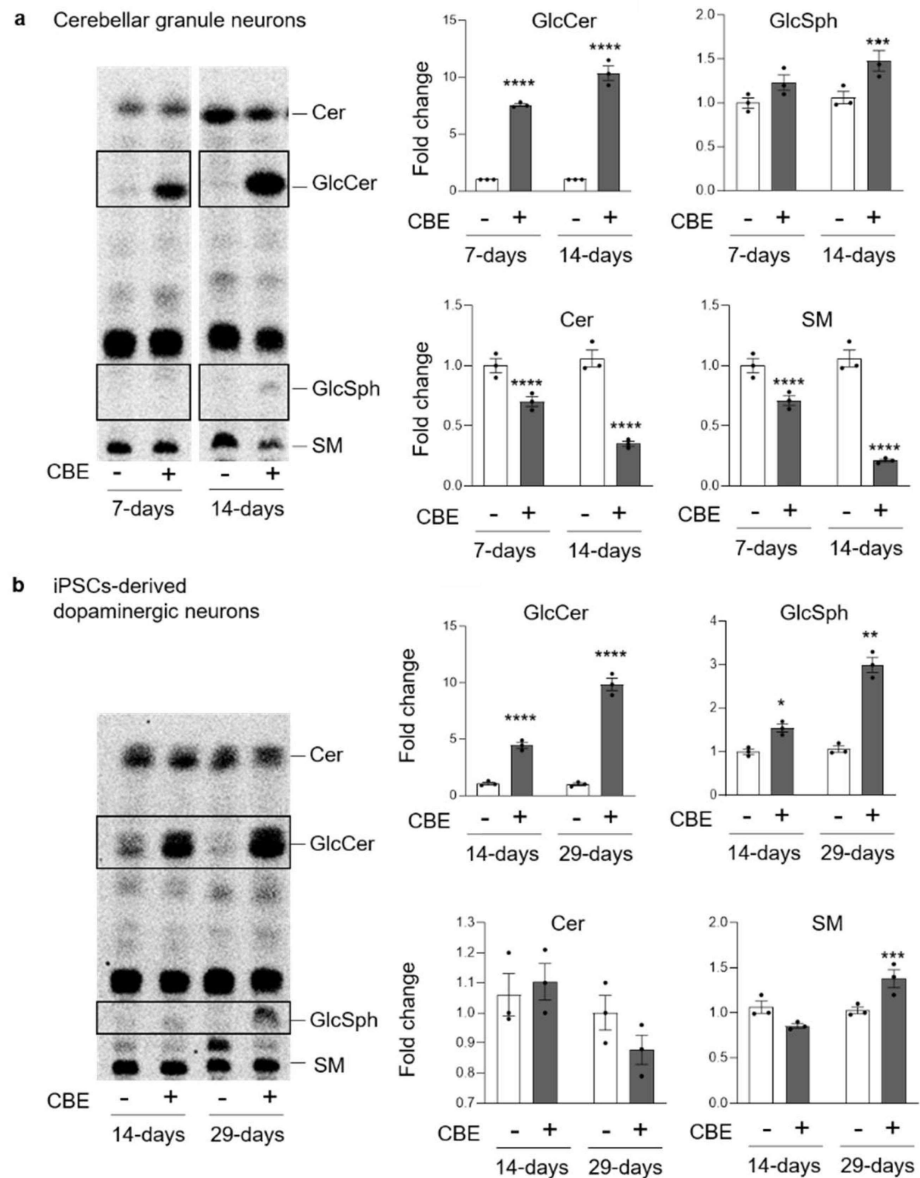 a Cerebellar granule neurons
Cer
GlcCer
GlcSph
SM
CBE - + - +
7-days 14-days
GlcCer
Fold change
15
10
5
0
**** ****
CBE - + - +
7-days 14-days
GlcSph
2.0
1.5
1.0
0.5
0.0
***
CBE - + - +
7-days 14-days
Cer
Fold change
1.5
1.0
0.5
0.0
**** ****
CBE - + - +
7-days 14-days
SM
1.5
1.0
0.5
0.0
**** ****
CBE - + - +
7-days 14-days
b iPSCs-derived
dopaminergic neurons
Cer
GlcCer
GlcSph
SM
CBE - + - +
14-days 29-days
GlcCer
Fold change
15
10
5
0
**** ****
CBE - + - +
14-days 29-days
GlcSph
4
3
2
1
0
* **
CBE - + - +
14-days 29-days
Cer
Fold change
1.3
1.2
1.1
1.0
0.9
0.8
0.7
CBE - + - +
14-days 29-days
SM
2.0
1.5
1.0
0.5
0.0
***
CBE - + - +
14-days 29-days